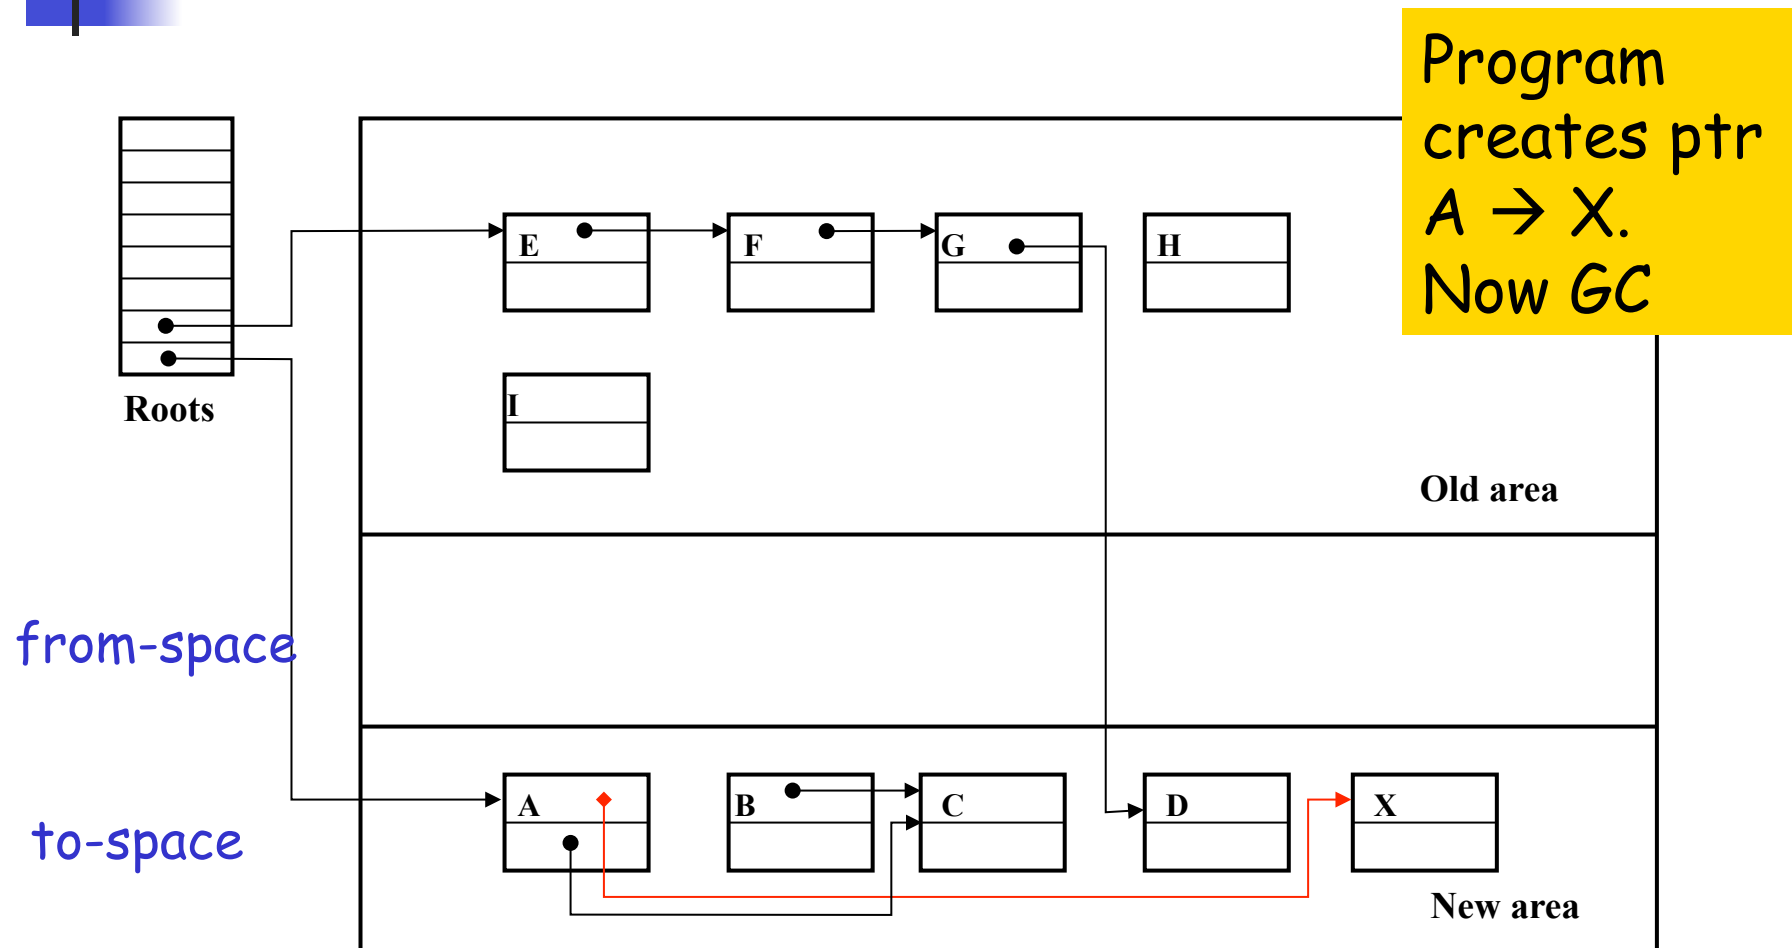 Program
creates ptr
A → X.
Now GC
E
F
G
H
Roots
I
Old area
from-space
to-space
A
B
C
D
X
New area